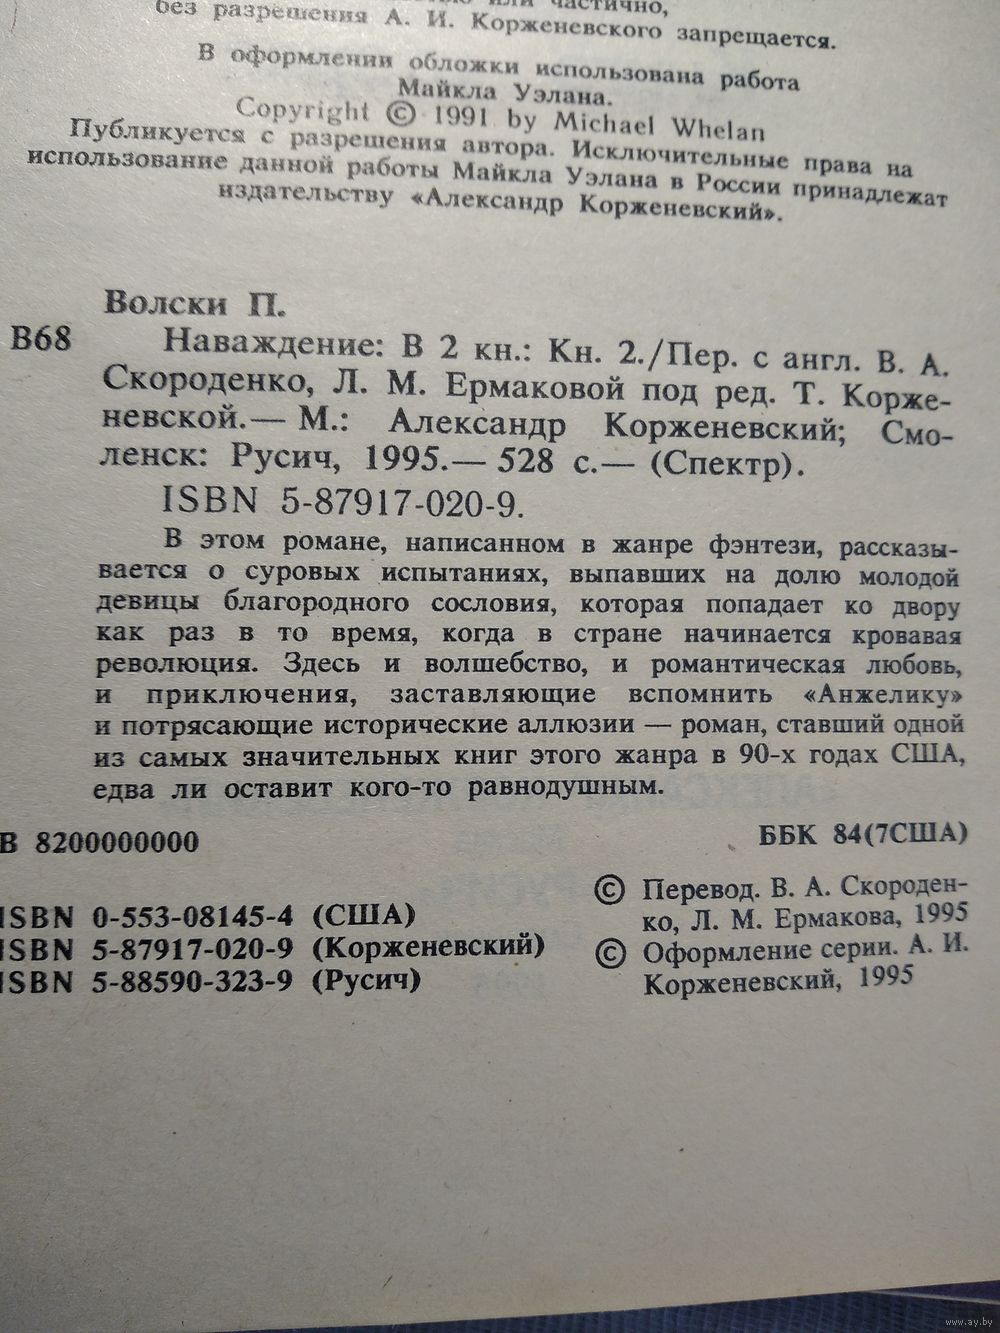 или частично,
без разрешения А. И. Корженевского запрещается.
В оформлении обложки использована работа
Майкла Уэлана.
Copyright © 1991 by Michael Whelan
Публикуется с разрешения автора. Исключительные права на
использование данной работы Майкла Уэлана в России принадлежат
издательству «Александр Корженевский».
Волски П.
В68 Наваждение: В 2 кн.: Кн. 2./Пер. с англ. В. А.
Скороденко, Л. М. Ермаковой под ред. Т. Корже-
невской.— М.: Александр Корженевский; Смо-
ленск: Русич, 1995.— 528 с.— (Спектр).
ISBN 5-87917-020-9.
В этом романе, написанном в жанре фэнтези, рассказы-
вается о суровых испытаниях, выпавших на долю молодой
девицы благородного сословия, которая попадает ко двору
как раз в то время, когда в стране начинается кровавая
революция. Здесь и волшебство, и романтическая любовь,
и приключения, заставляющие вспомнить «Анжелику»
и потрясающие исторические аллюзии — роман, ставший одной
из самых значительных книг этого жанра в 90-х годах США,
едва ли оставит кого-то равнодушным.
В 8200000000
ББК 84(7США)
ISBN 0-553-08145-4 (США)
ISBN 5-87917-020-9 (Корженевский)
ISBN 5-88590-323-9 (Русич)
© Перевод. В. А. Скороден-
ко, Л. М. Ермакова, 1995
© Оформление серии. А. И.
Корженевский, 1995
www.ay.by